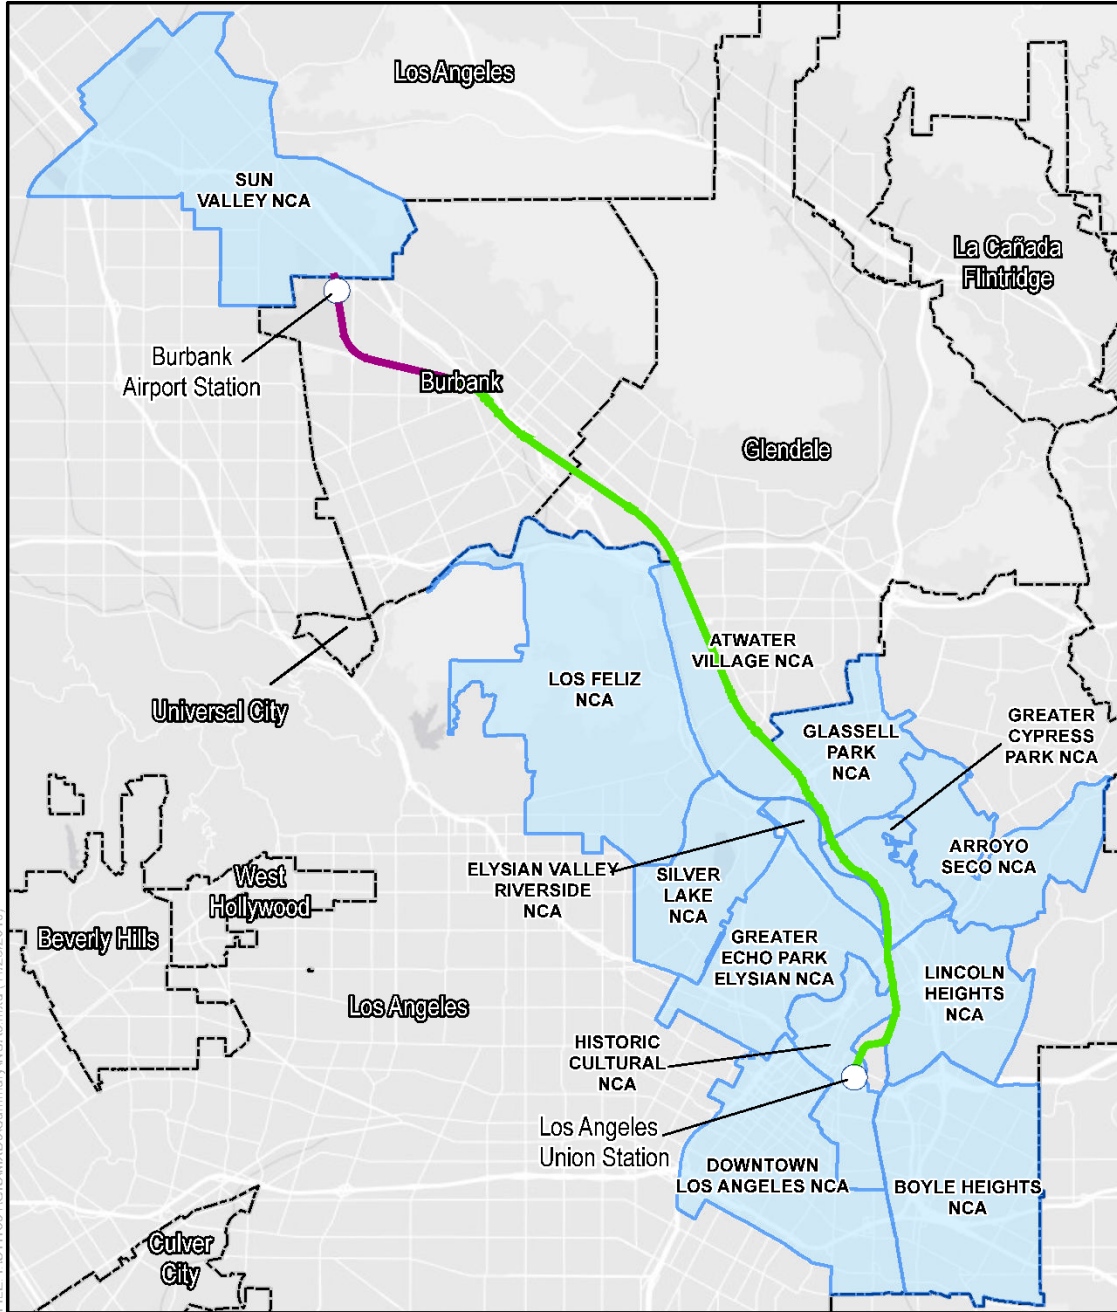 Los Angeles
SUN
VALLEY NCA
La Cañada
Flintridge
Burbank
Airport Station
Burbank
Glendale
ATWATER
VILLAGE NCA
LOS FELIZ
NCA
Universal City
GLASSELL
PARK
NCA
GREATER
CYPRESS
PARK NCA
ARROYO
SECO NCA
ELYSIAN VALLEY
RIVERSIDE
NCA
SILVER
LAKE
NCA
West
Hollywood
Beverly Hills
GREATER
ECHO PARK
ELYSIAN NCA
LINCOLN
HEIGHTS
NCA
Los Angeles
HISTORIC
CULTURAL
NCA
Los Angeles
Union Station
DOWNTOWN
LOS ANGELES NCA
BOYLE HEIGHTS
NCA
Culver
City